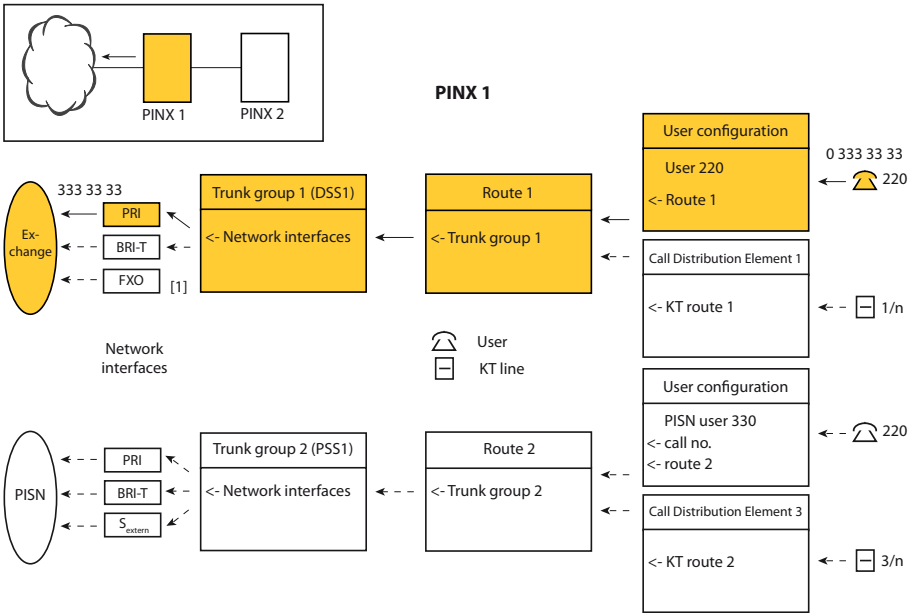 PINX 1
PINX 2
PINX 1
User configuration
User 220
<- Route 1
0 333 33 33
220
333 33 33
Trunk group 1 (DSS1)
<- Network interfaces
Route 1
<- Trunk group 1
Ex-
change
PRI
BRI-T
FXO
[1]
Call Distribution Element 1
<- KT route 1
1/n
Network
interfaces
User
KT line
User configuration
PISN user 330
<- call no.
<- route 2
220
Trunk group 2 (PSS1)
<- Network interfaces
Route 2
<- Trunk group 2
PISN
PRI
BRI-T
S extern
Call Distribution Element 3
<- KT route 2
3/n